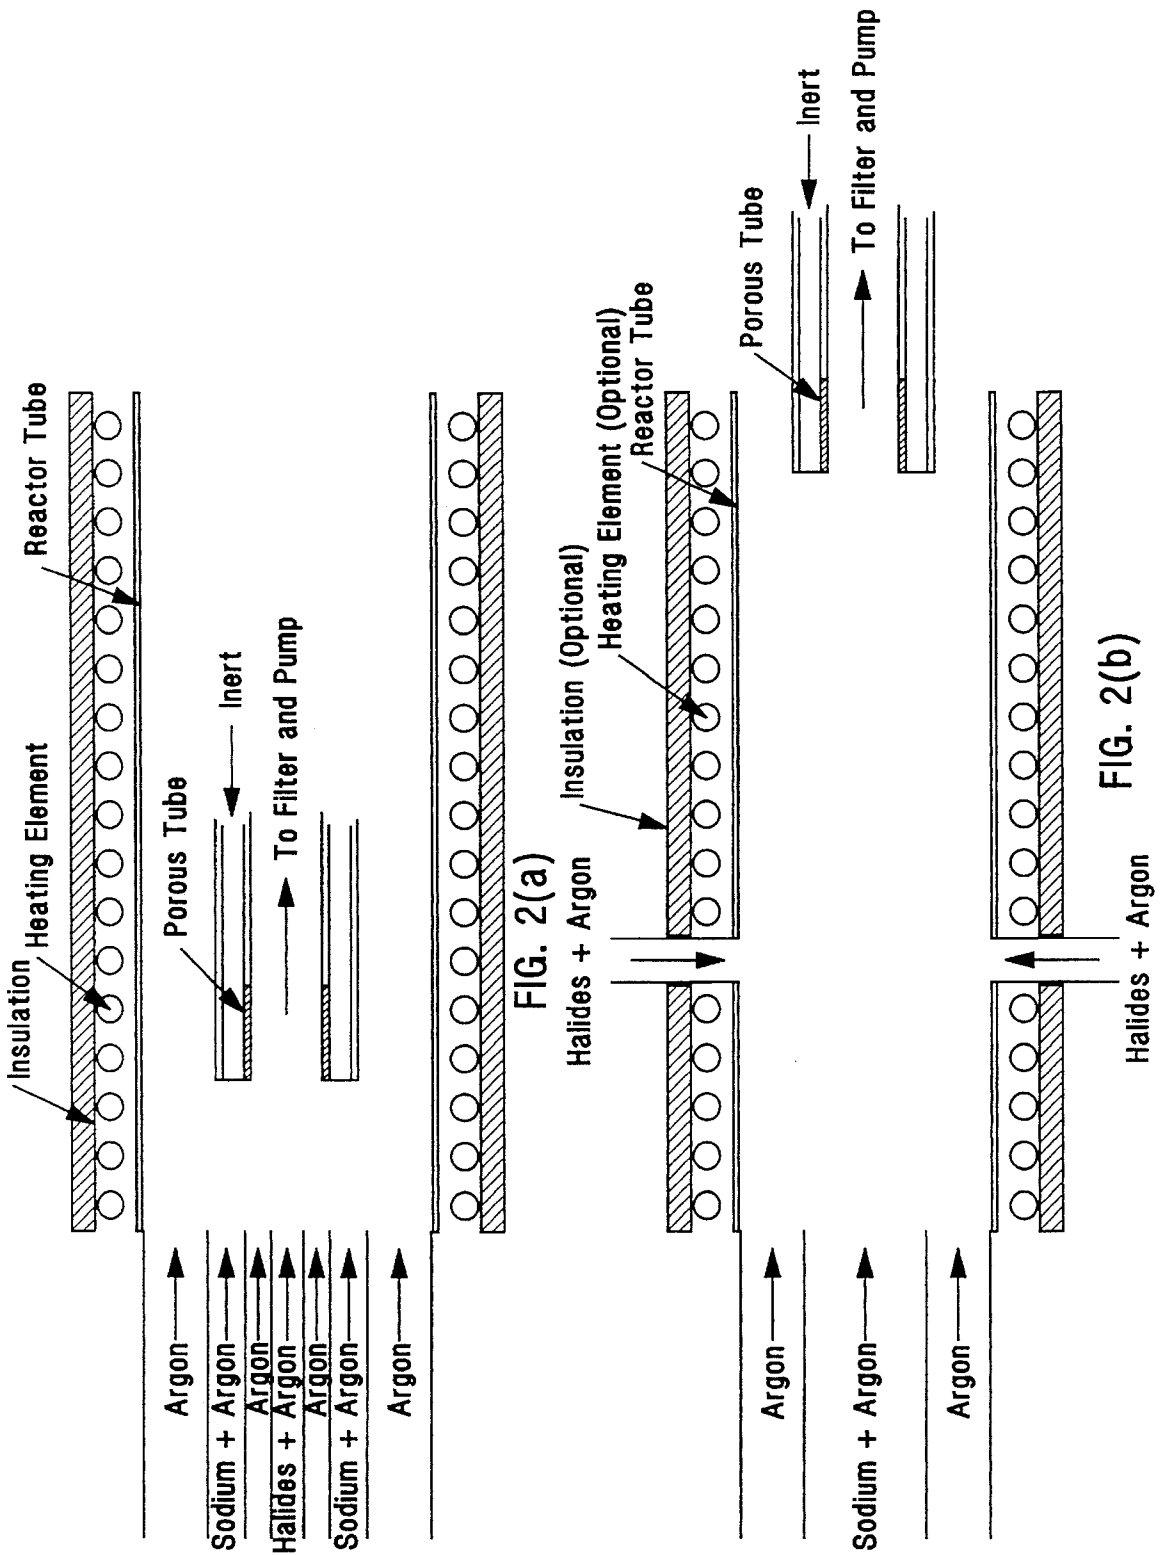 Insulation
Heating Element
Reactor Tube
Porous Tube
Inert
To Filter and Pump
Argon
Sodium + Argon
Argon
Halides + Argon
Argon
Sodium + Argon
Argon
FIG. 2(a)
Halides + Argon
Insulation (Optional)
Heating Element (Optional)
Reactor Tube
Porous Tube
Inert
To Filter and Pump
Argon
Sodium + Argon
Argon
Halides + Argon
FIG. 2(b)